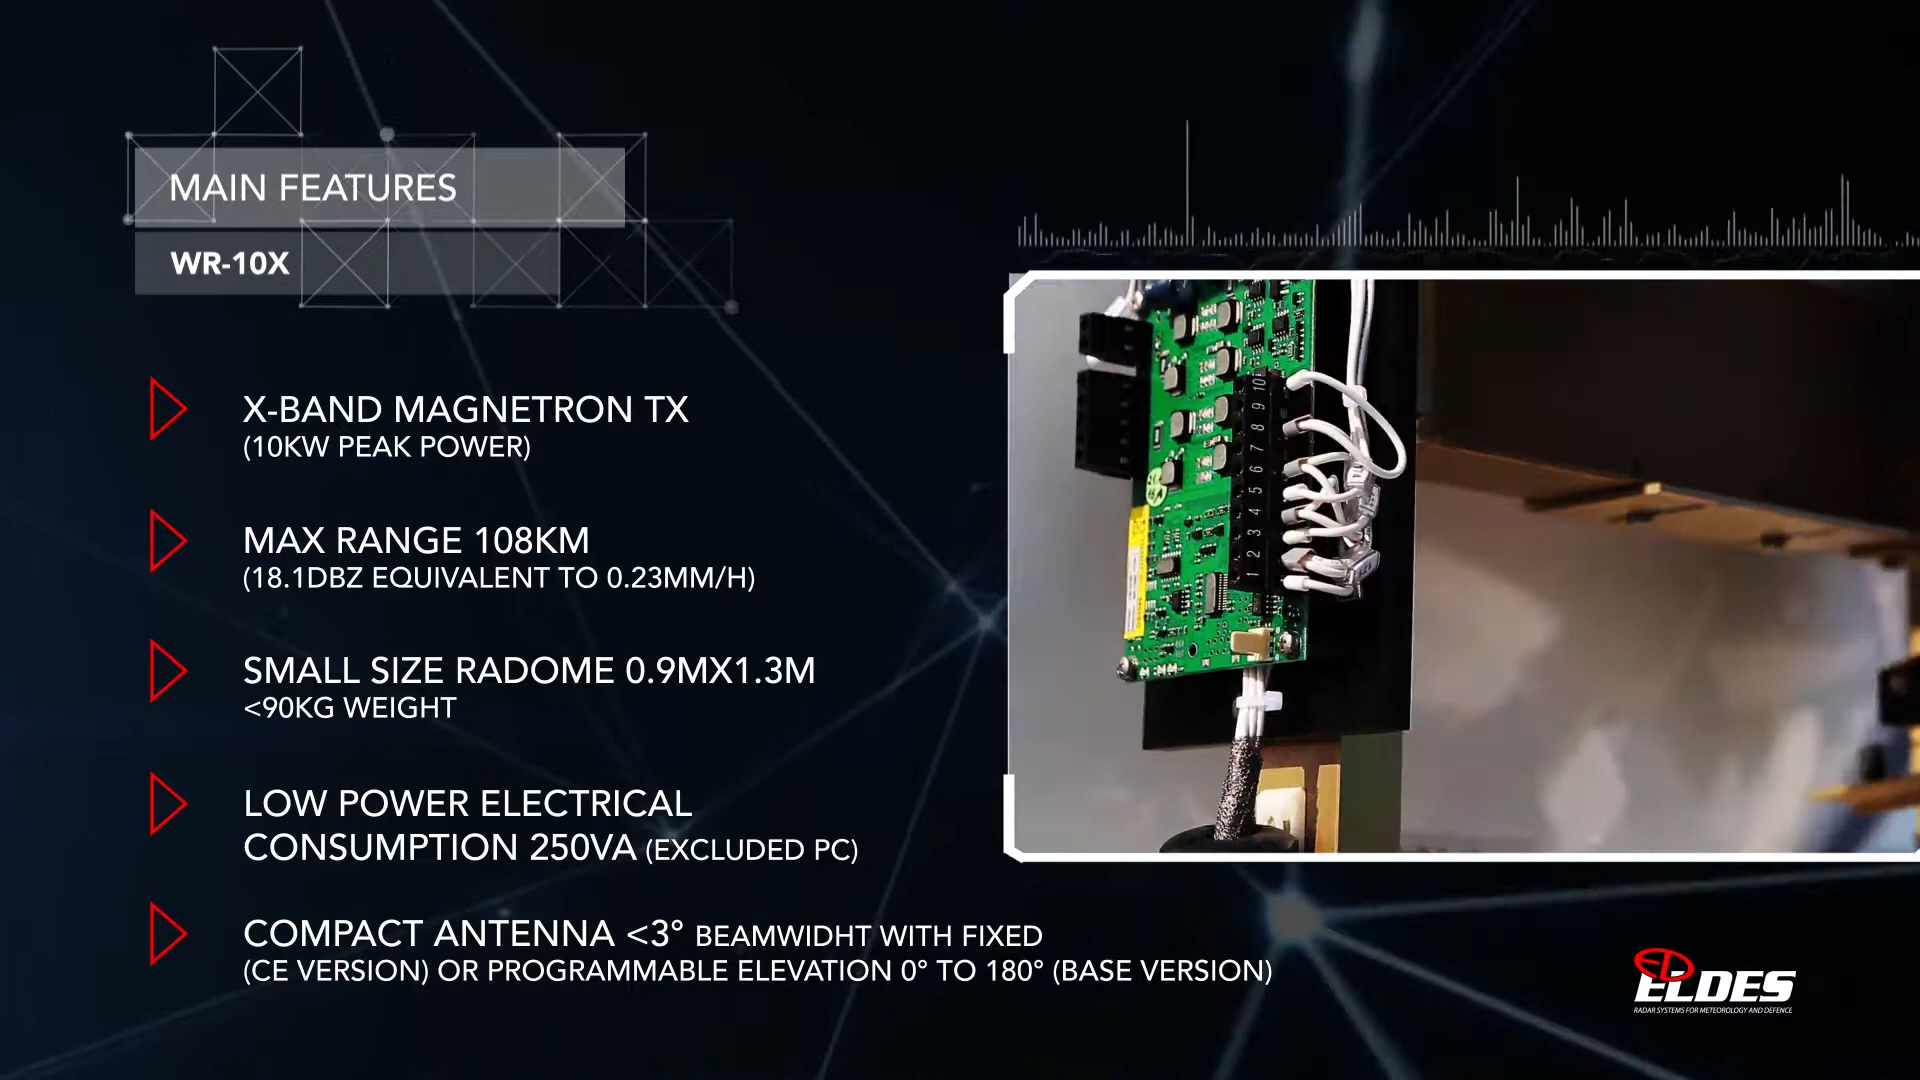 MAIN FEATURES
WR-10X
X-BAND MAGNETRON TX
(10KW PEAK POWER)
MAX RANGE 108KM
(18.1DBZ EQUIVALENT TO 0.23MM/H)
SMALL SIZE RADOME 0.9MX1.3M
<90KG WEIGHT
LOW POWER ELECTRICAL
CONSUMPTION 250VA (EXCLUDED PC)
COMPACT ANTENNA <3° BEAMWIDHT WITH FIXED
(CE VERSION) OR PROGRAMMABLE ELEVATION 0° TO 180° (BASE VERSION)
1 2 3 4 5 6 7 8 9 10
ELDES
RADAR SYSTEMS FOR METEOROLOGY AND DEFENCE